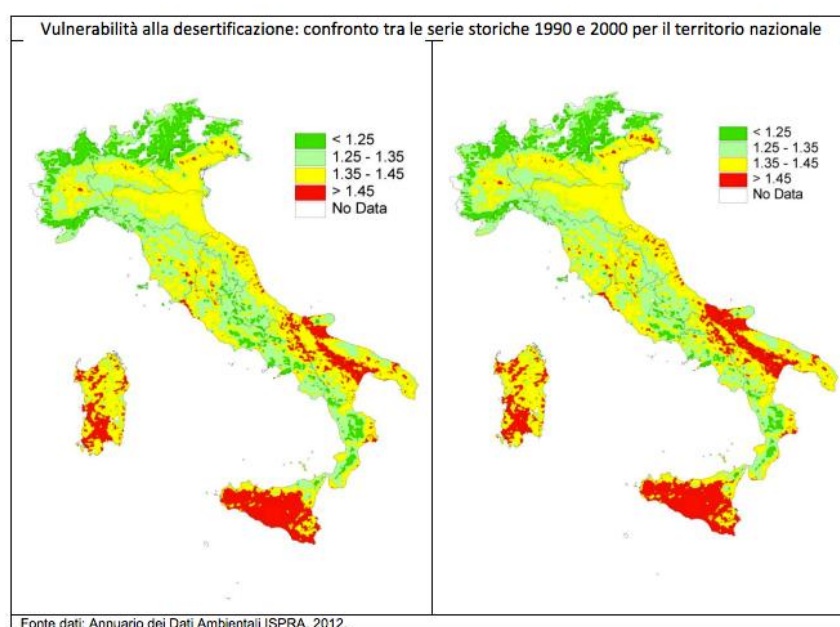 Vulnerabilità alla desertificazione: confronto tra le serie storiche 1990 e 2000 per il territorio nazionale
< 1.25
1.25 - 1.35
1.35 - 1.45
> 1.45
No Data
< 1.25
1.25 - 1.35
1.35 - 1.45
> 1.45
No Data
Fonte dati: Annuario dei Dati Ambientali ISPRA, 2012.